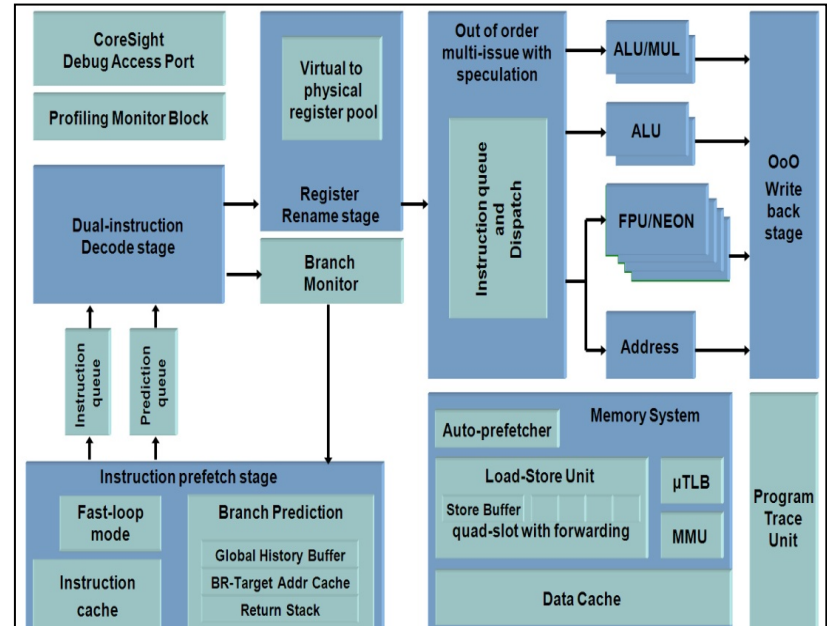 CoreSight
Debug Access Port
Profiling Monitor Block
Virtual to
physical
register pool
Register
Rename stage
Out of order
multi-issue with
speculation
Instruction queue
and
Dispatch
ALU/MUL
ALU
FPU/NEON
Address
OoO
Write
back
stage
Dual-instruction
Decode stage
Branch
Monitor
Instruction
queue
Prediction
queue
Instruction prefetch stage
Fast-loop
mode
Instruction
cache
Branch Prediction
Global History Buffer
BR-Target Addr Cache
Return Stack
Memory System
Auto-prefetcher
Load-Store Unit
Store Buffer
quad-slot with forwarding
µTLB
MMU
Data Cache
Program
Trace
Unit